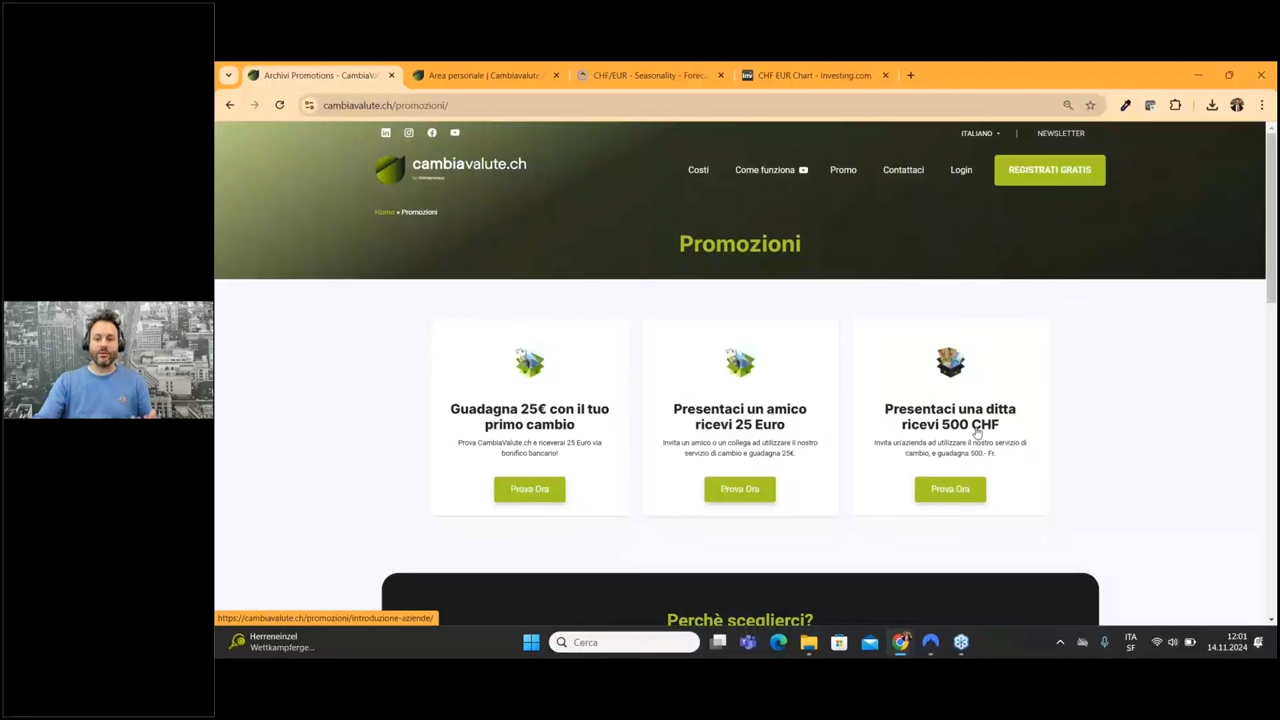 Archivi Promotions - CambiaVa
Area personale | Cambiavalute.
CHF/EUR - Seasonality - Foreca
Inv
CHF EUR Chart - Investing.com
cambiavalute.ch/promozioni/
ITALIANO
NEWSLETTER
cambiavalute.ch
Costi
Come funziona
Promo
Contattaci
Login
REGISTRATI GRATIS
Home » Promozioni
Promozioni
Guadagna 25€ con il tuo
primo cambio
Prova CambiaValute.ch e riceverai 25 Euro via
bonifico bancario!
Prova Ora
Presentaci un amico
ricevi 25 Euro
Invita un amico o un collega ad utilizzare il nostro
servizio di cambio e guadagna 25€.
Prova Ora
Presentaci una ditta
ricevi 500 CHF
Invita un'azienda ad utilizzare il nostro servizio di
cambio, e guadagna 500.- Fr.
Prova Ora
Perchè sceglierci?
https://cambiavalute.ch/promozioni/introduzione-aziende/
Herreneinzel
Wettkampferge...
Cerca
ITA
SF
12:01
14.11.2024